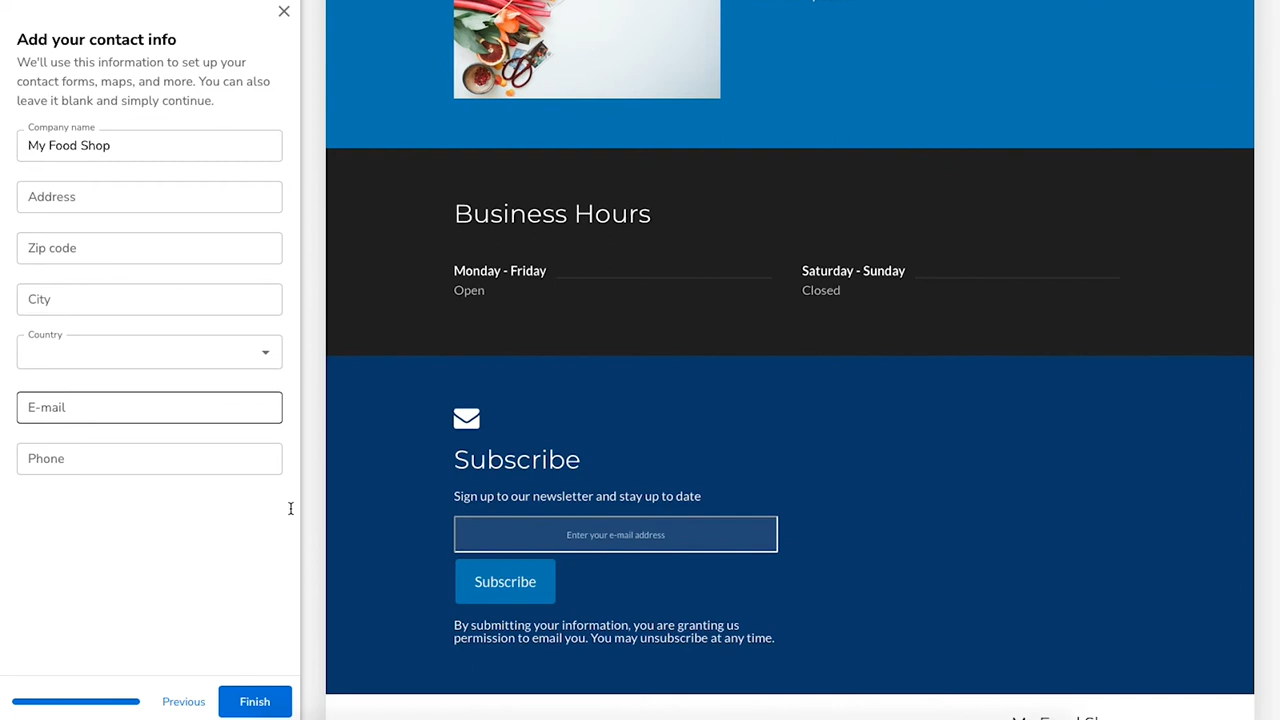 Add your contact info
We'll use this information to set up your
contact forms, maps, and more. You can also
leave it blank and simply continue.
Company name
My Food Shop
Address
Zip code
City
Country
E-mail
Phone
Previous
Finish
Business Hours
Monday - Friday
Open
Saturday - Sunday
Closed
Subscribe
Sign up to our newsletter and stay up to date
Enter your e-mail address
Subscribe
By submitting your information, you are granting us
permission to email you. You may unsubscribe at any time.
My Food